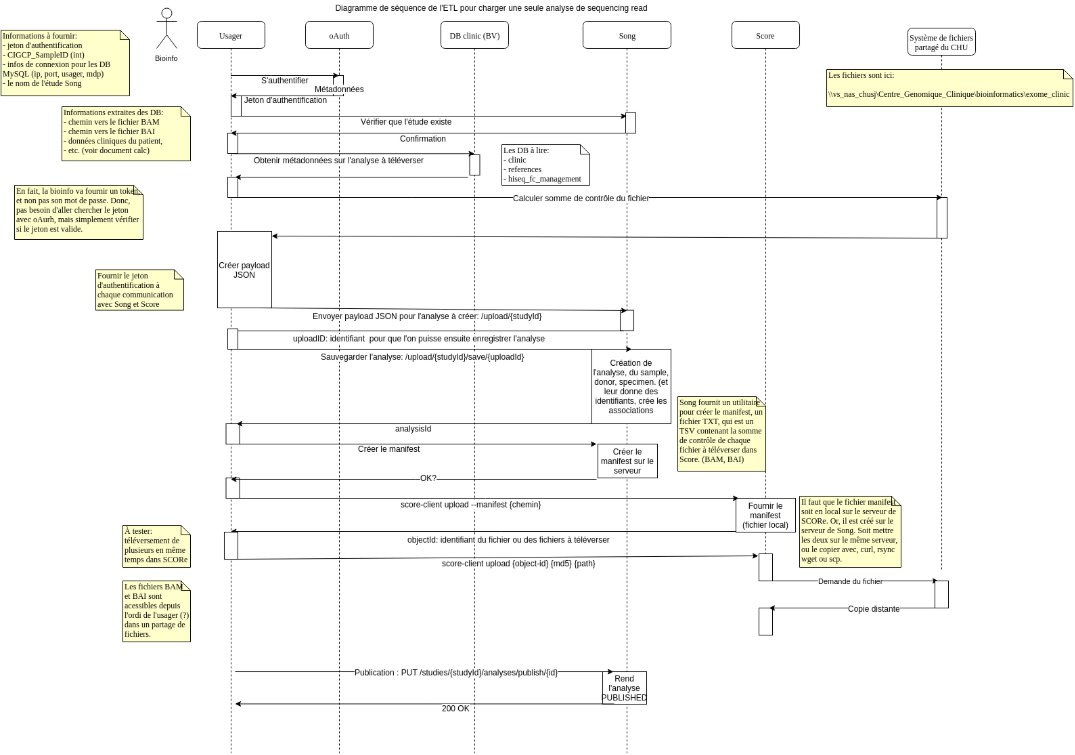 Diagramme de séquence de l'ETL pour charger une seule analyse de sequencing read
Bioinfo
Usager
oAuth
DB clinic (BV)
Song
Score
Système de fichiers
partagé du CHU
Informations à fournir:
- jeton d'authentification
- CIGCP_SampleID (int)
- infos de connexion pour les DB
MySQL (ip, port, usager, mdp)
- le nom de l'étude Song
Les fichiers sont ici:
\\vs_nas_chusj\Centre_Genomique_Clinique\bioinformatics\exome_clinic
S'authentifier
Métadonnées
Jeton d'authentification
Informations extraites des DB:
- chemin vers le fichier BAM
- chemin vers le fichier BAI
- données cliniques du patient,
- etc. (voir document calc)
Vérifier que l'étude existe
Confirmation
Obtenir métadonnées sur l'analyse à téléverser
Les DB à lire:
- clinic
- references
- hiseq_fc_management
En fait, la bioinfo va fournir un token
et non pas son mot de passe. Donc,
pas besoin d'aller chercher le jeton
avec oAurh, mais simplement vérifier
si le jeton est valide.
Calculer somme de contrôle du fichier
Créer payload
JSON
Fournir le jeton
d'authentification à
chaque communication
avec Song et Score
Envoyer payload JSON pour l'analyse à créer: /upload/{studyId}
uploadID: identifiant pour que l'on puisse ensuite enregistrer l'analyse
Sauvegarder l'analyse: /upload/{studyId}/save/{uploadId}
Création de
l'analyse, du sample,
donor, specimen. (et
leur donne des
identifiants, crée les
associations
analysisId
Song fournit un utilitaire
pour créer le manifest, un
fichier TXT, qui est un
TSV contenant la somme
de contrôle de chaque
fichier à téléverser dans
Score. (BAM, BAI)
Créer le manifest
Créer le
manifest sur le
serveur
OK?
score-client upload --manifest {chemin}
Fournir le
manifest
(fichier local)
Il faut que le fichier manifest
soit en local sur le serveur de
SCORe. Or, il est créé sur le
serveur de Song. Soit mettre
les deux sur le même serveur,
ou le copier avec, curl, rsync
wget ou scp.
À tester:
téléversement de
plusieurs en même
temps dans SCORe
objectId: identifiant du fichier ou des fichiers à téléverser
score-client upload {object-id} {md5} {path}
Les fichiers BAM
et BAI sont
acessibles depuis
l'ordi de l'usager (?)
dans un partage de
fichiers.
Demande du fichier
Copie distante
Publication : PUT /studies/{studyId}/analyses/publish/{id}
Rend
l'analyse
PUBLISHED
200 OK